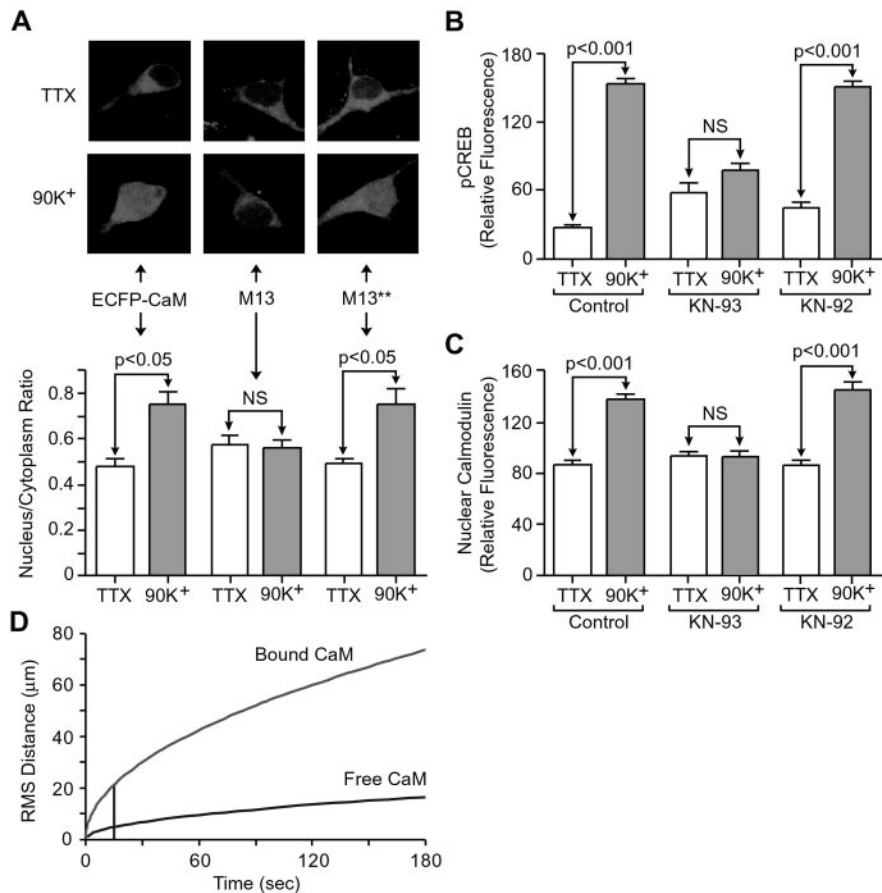 A
TTX
90K+
ECFP-CaM M13 M13**
p<0.05 NS p<0.05
Nucleus/Cytoplasm Ratio
0.8
0.6
0.4
0.2
0
TTX 90K+ TTX 90K+ TTX 90K+
B
pCREB
(Relative Fluorescence)
180
120
60
0
p<0.001 NS p<0.001
TTX 90K+ TTX 90K+ TTX 90K+
Control KN-93 KN-92
C
Nuclear Calmodulin
(Relative Fluorescence)
160
120
80
40
0
p<0.001 NS p<0.001
TTX 90K+ TTX 90K+ TTX 90K+
Control KN-93 KN-92
D
RMS Distance (μm)
80
60
40
20
0
Bound CaM
Free CaM
0 60 120 180
Time (sec)